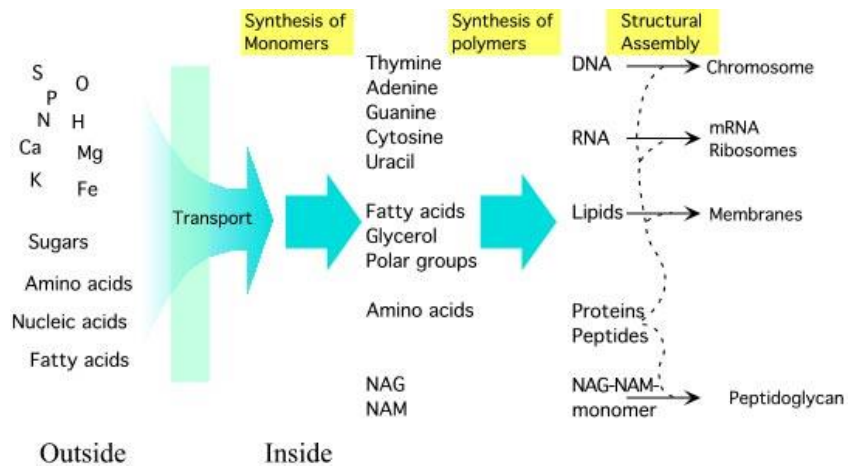 Synthesis of
Monomers
Synthesis of
polymers
Structural
Assembly
S
O
P
N
H
Ca
Mg
K
Fe
Sugars
Amino acids
Nucleic acids
Fatty acids
Transport
Thymine
Adenine
Guanine
Cytosine
Uracil
Fatty acids
Glycerol
Polar groups
Amino acids
NAG
NAM
DNA
Chromosome
RNA
mRNA
Ribosomes
Lipids
Membranes
Proteins
Peptides
NAG-NAM-
monomer
Peptidoglycan
Outside
Inside